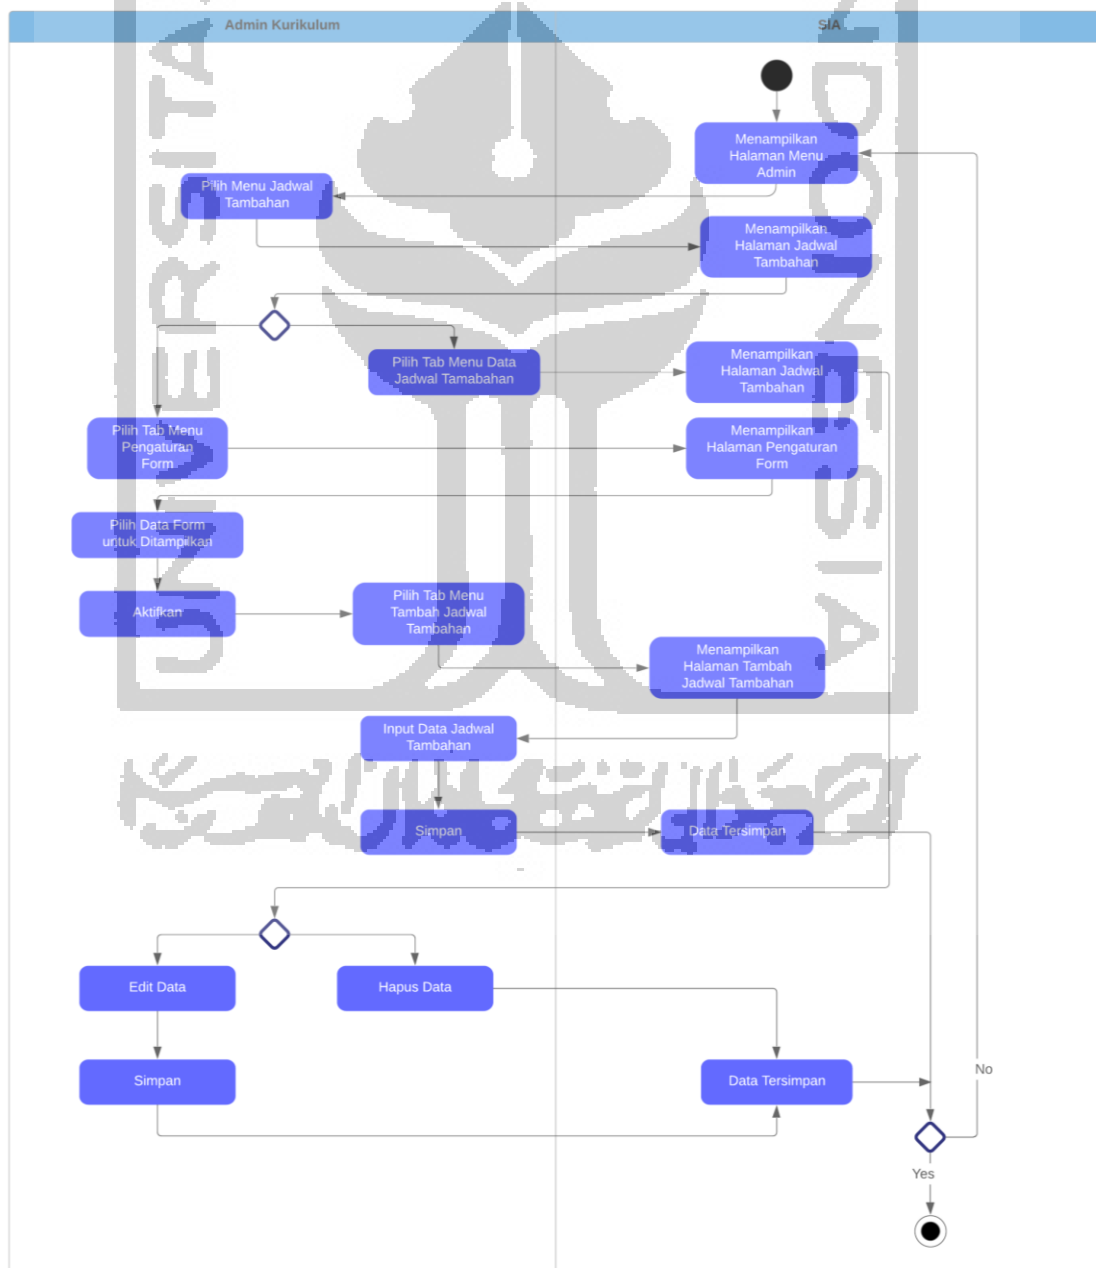 Admin Kurikulum
SIA
Menampilkan
Halaman Menu
Admin
Pilih Menu Jadwal
Tambahan
Menampilkan
Halaman Jadwal
Tambahan
Pilih Tab Menu Data
Jadwal Tamabahan
Menampilkan
Halaman Jadwal
Tambahan
Pilih Tab Menu
Pengaturan
Form
Menampilkan
Halaman Pengaturan
Form
Pilih Data Form
untuk Ditampilkan
Aktifkan
Pilih Tab Menu
Tambah Jadwal
Tambahan
Menampilkan
Halaman Tambah
Jadwal Tambahan
Input Data Jadwal
Tambahan
Simpan
Data Tersimpan
Edit Data
Hapus Data
Simpan
Data Tersimpan
No
Yes
UNIVERSITA